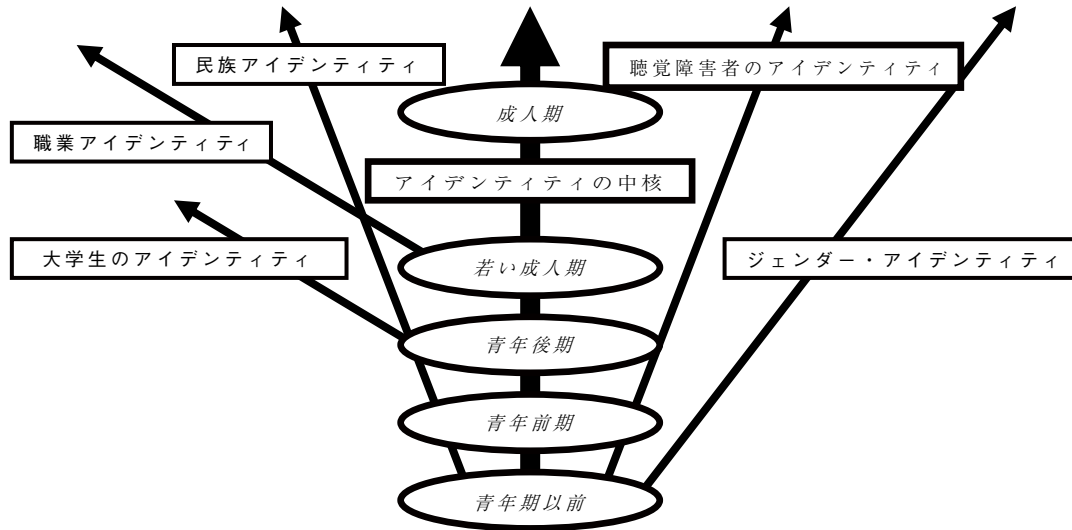 民族アイデンティティ
聴覚障害者のアイデンティティ
成人期
職業アイデンティティ
アイデンティティの中核
大学生のアイデンティティ
若い成人期
ジェンダー・アイデンティティ
青年後期
青年前期
青年期以前